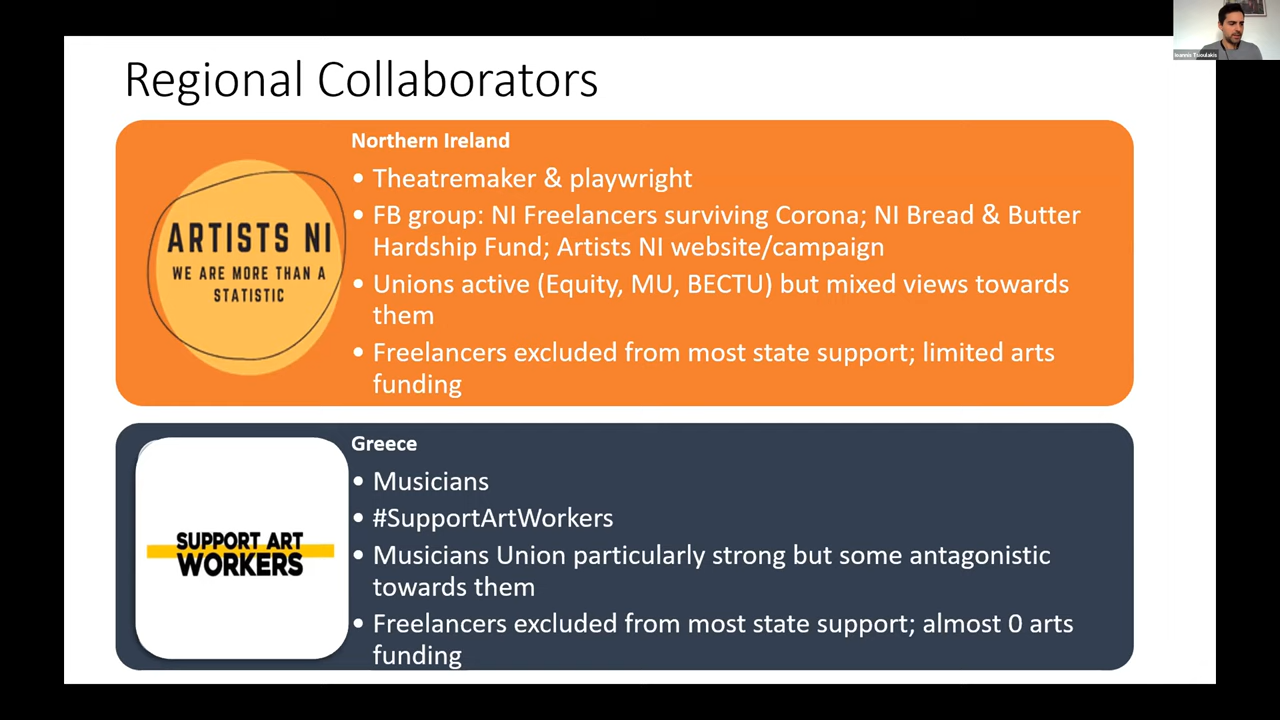 Regional Collaborators
Northern Ireland
• Theatremaker & playwright
• FB group: NI Freelancers surviving Corona; NI Bread & Butter
Hardship Fund; Artists NI website/campaign
• Unions active (Equity, MU, BECTU) but mixed views towards
them
• Freelancers excluded from most state support; limited arts
funding
ARTISTS NI
WE ARE MORE THAN A
STATISTIC
Greece
• Musicians
• #SupportArtWorkers
• Musicians Union particularly strong but some antagonistic
towards them
• Freelancers excluded from most state support; almost 0 arts
funding
SUPPORT ART
WORKERS
Ioannis Tsioulakis